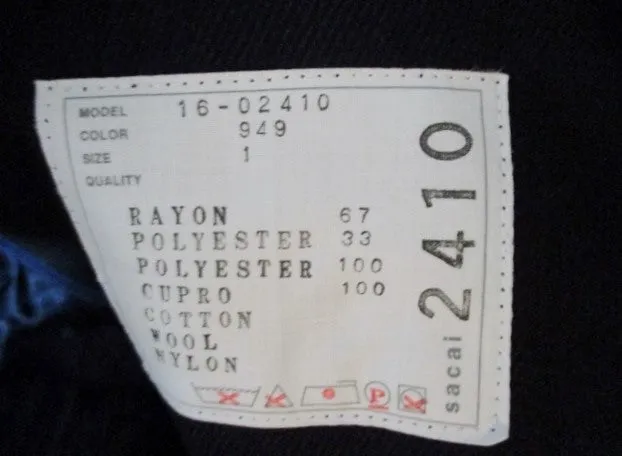 MODEL 16-02410
COLOR 949
SIZE 1
QUALITY
RAYON 67
POLYESTER 33
POLYESTER 100
CUPRO 100
COTTON
WOOL
NYLON
P
sacai 2410